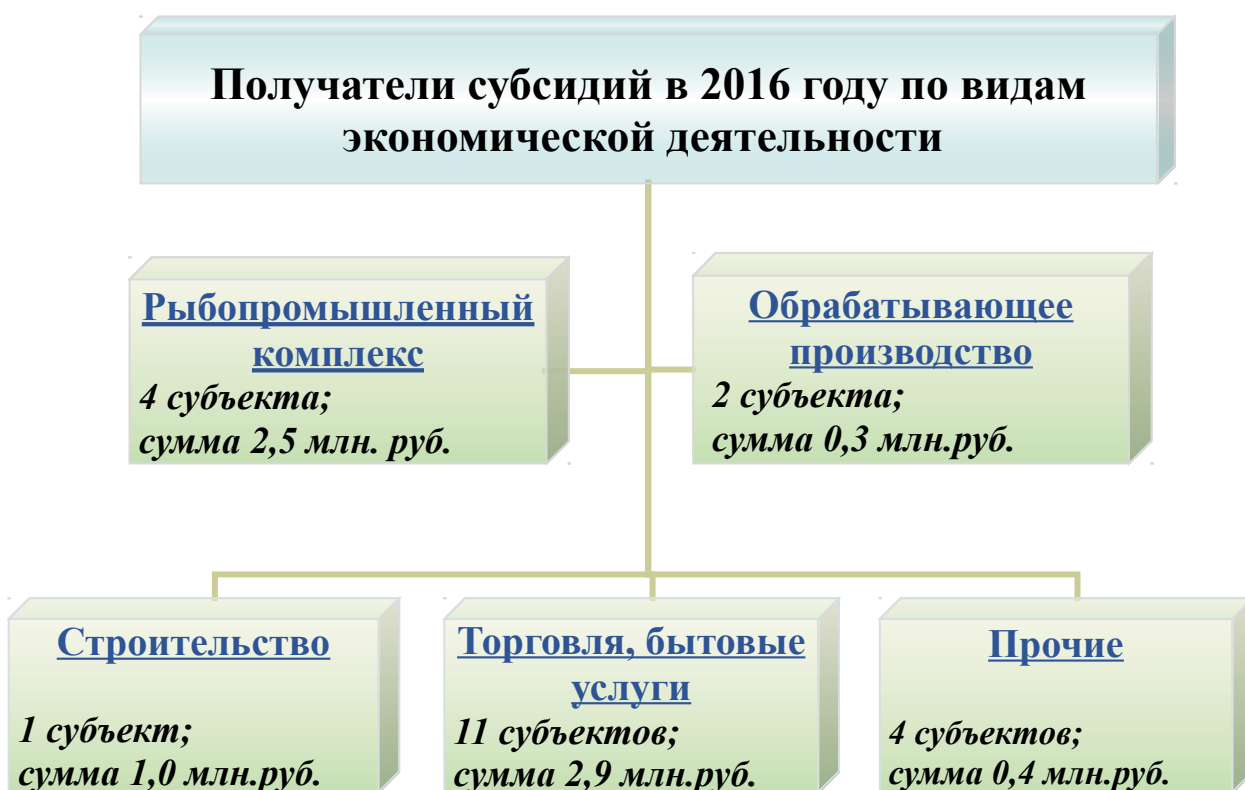 Получатели субсидий в 2016 году по видам
экономической деятельности
Рыбопромышленный
комплекс
4 субъекта;
сумма 2,5 млн. руб.
Обрабатывающее
производство
2 субъекта;
сумма 0,3 млн.руб.
Строительство
1 субъект;
сумма 1,0 млн.руб.
Торговля, бытовые
услуги
11 субъектов;
сумма 2,9 млн.руб.
Прочие
4 субъектов;
сумма 0,4 млн.руб.